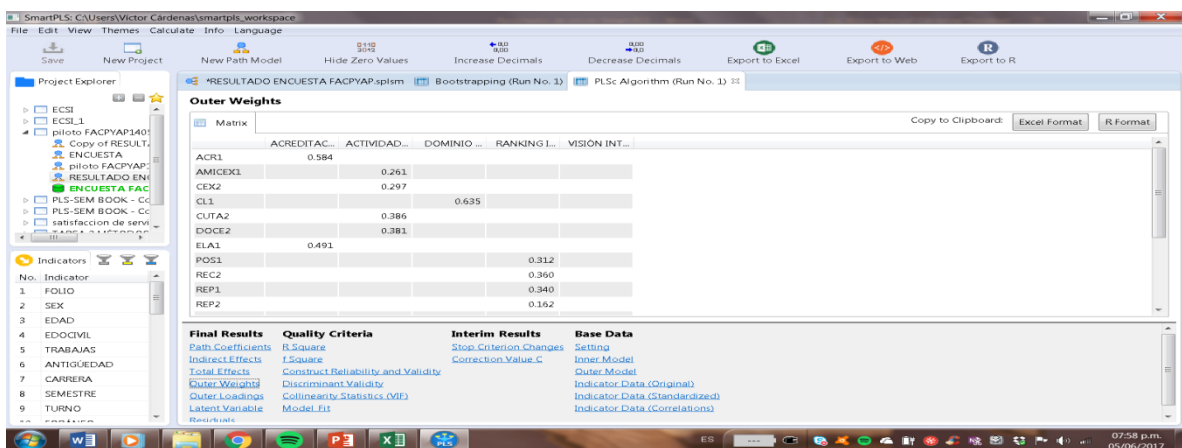 SmartPLS: C:\Users\Víctor Cárdenas\smartpls_workspace
File Edit View Themes Calculate Info Language
Save New Project New Path Model Hide Zero Values Increase Decimals Decrease Decimals Export to Excel Export to Web Export to R
Project Explorer
ECSI
ECSI_1
piloto FACPYAP140
Copy of RESULT
ENCUESTA
piloto FACPYAP
RESULTADO EN
ENCUESTA FAC
PLS-SEM BOOK - Co
PLS-SEM BOOK - Co
satisfaccion de servi
Indicators
No. Indicator
1 FOLIO
2 SEX
3 EDAD
4 EDOCIVIL
5 TRABAJAS
6 ANTIGÜEDAD
7 CARRERA
8 SEMESTRE
9 TURNO
*RESULTADO ENCUESTA FACPYAP.splsm Bootstrapping (Run No. 1) PLSc Algorithm (Run No. 1)
Outer Weights
Matrix Copy to Clipboard: Excel Format R Format
ACREDITAC... ACTIVIDAD... DOMINIO ... RANKING I... VISIÓN INT...
ACR1 0.584
AMICEX1 0.261
CEX2 0.297
CL1 0.635
CUTA2 0.386
DOCE2 0.381
ELA1 0.491
POS1 0.312
REC2 0.360
REP1 0.340
REP2 0.162
Final Results Quality Criteria Interim Results Base Data
Path Coefficients R Square Stop Criterion Changes Setting
Indirect Effects f Square Correction Value C Inner Model
Total Effects Construct Reliability and Validity Outer Model
Outer Weights Discriminant Validity Indicator Data (Original)
Outer Loadings Collinearity Statistics (VIF) Indicator Data (Standardized)
Latent Variable Model Fit Indicator Data (Correlations)
Residuals
ES
07:58 p.m.
05/06/2017